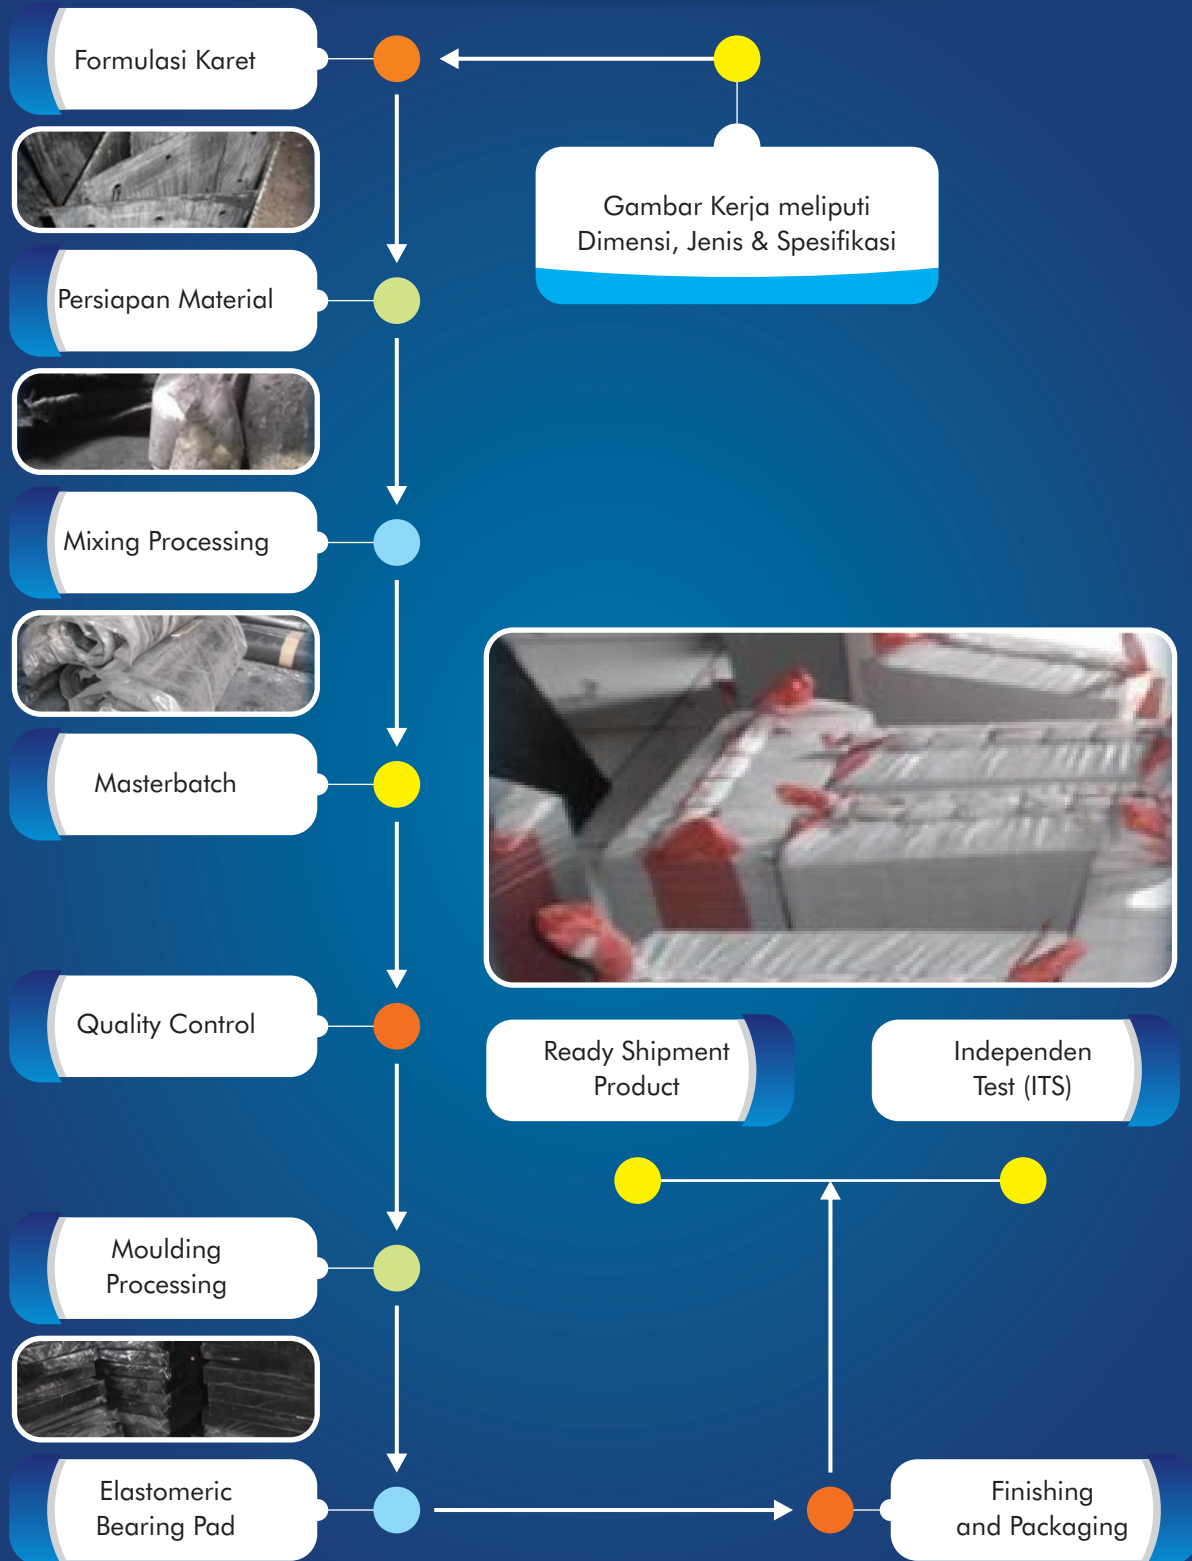 Formulasi Karet
Gambar Kerja meliputi
Dimensi, Jenis & Spesifikasi
Persiapan Material
Mixing Processing
Masterbatch
Quality Control
Ready Shipment
Product
Independen
Test (ITS)
Moulding
Processing
Elastomeric
Bearing Pad
Finishing
and Packaging